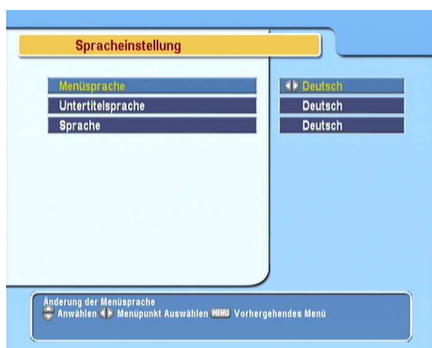 Spracheinstellung
Menüsprache Deutsch
Untertitelsprache Deutsch
Sprache Deutsch
Änderung der Menüsprache
Anwählen Menüpunkt Auswählen MENU Vorhergehendes Menü